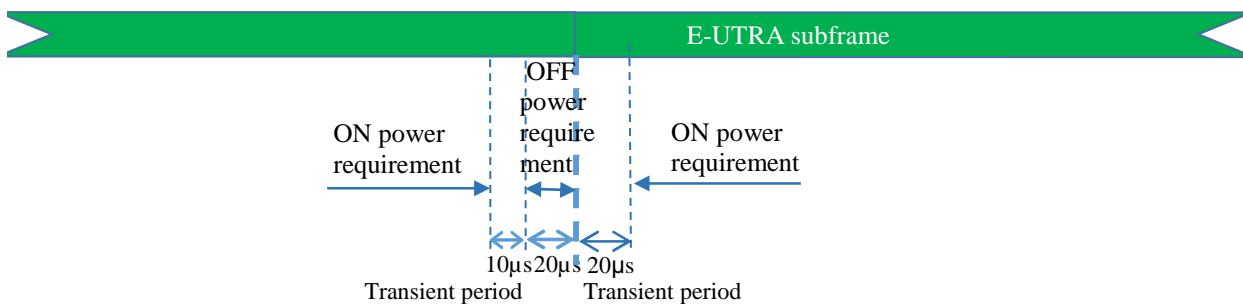 E-UTRA subframe
OFF
power
require
ment
ON power
requirement
ON power
requirement
10µs 20µs 20µs
Transient period
Transient period